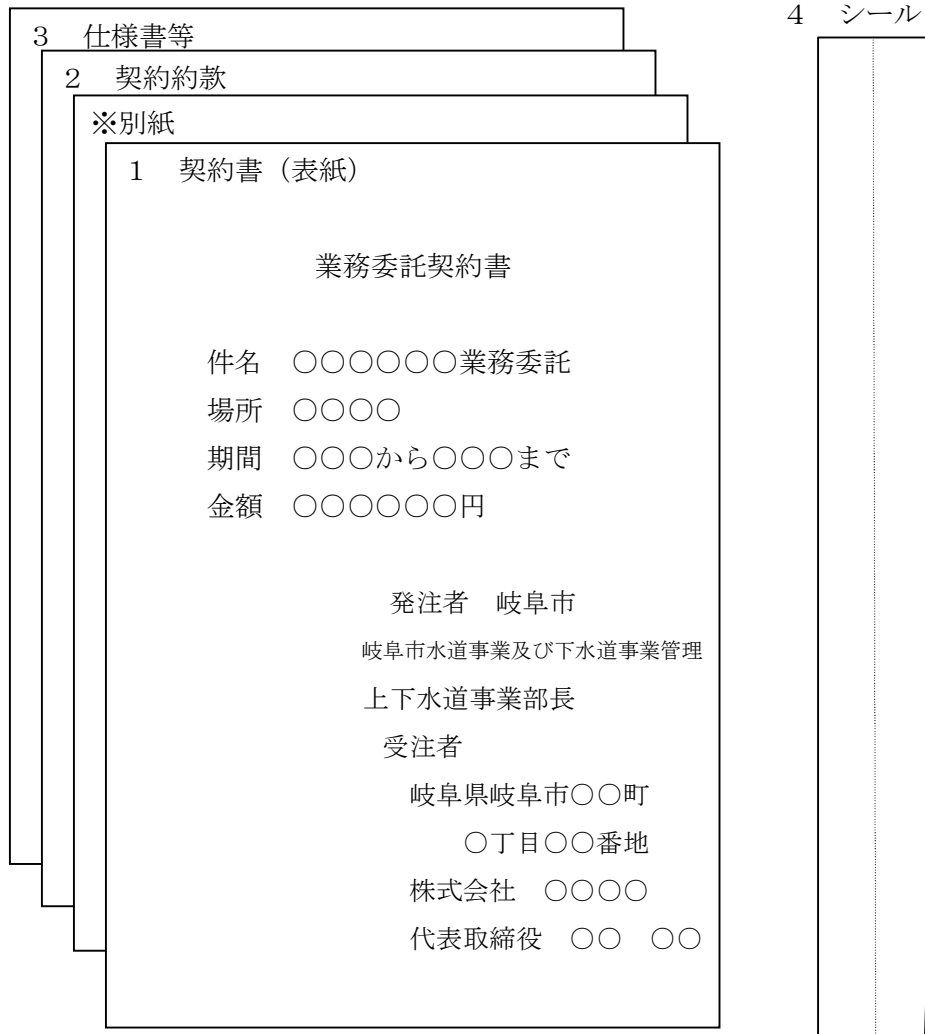 ３　仕様書等
２　契約約款
※別紙
１　契約書（表紙）
業務委託契約書
件名　○○○○○○業務委託
場所　○○○○
期間　○○○から○○○まで
金額　○○○○○○円
発注者　岐阜市
岐阜市水道事業及び下水道事業管理
上下水道事業部長
受注者
岐阜県岐阜市○○町
○丁目○○番地
株式会社　○○○○
代表取締役　○○　○○
４　シール